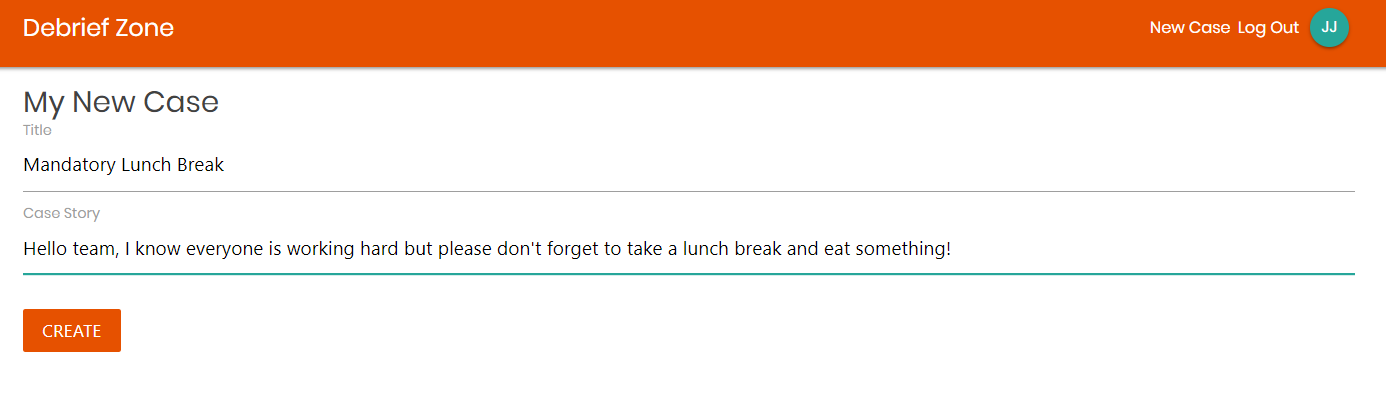 Debrief Zone
New Case Log Out JJ
My New Case
Title
Mandatory Lunch Break
Case Story
Hello team, I know everyone is working hard but please don't forget to take a lunch break and eat something!
CREATE